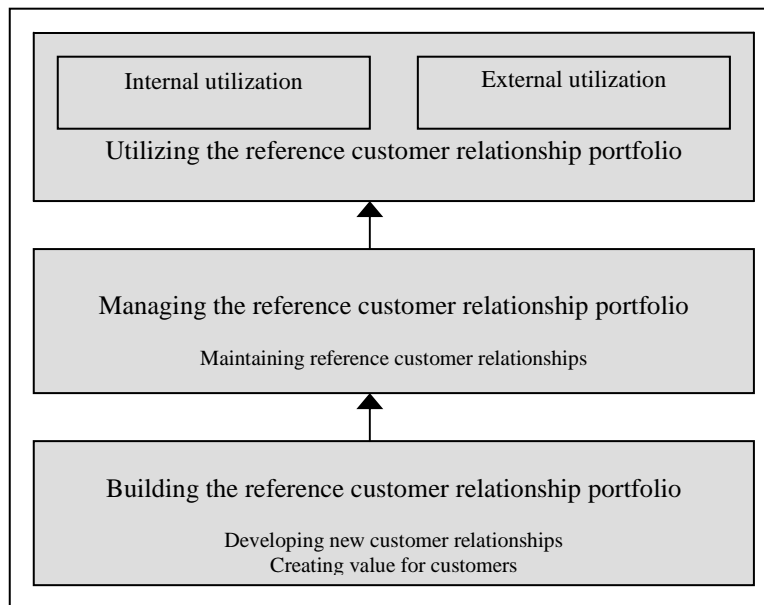 Internal utilization
External utilization
Utilizing the reference customer relationship portfolio
Managing the reference customer relationship portfolio
Maintaining reference customer relationships
Building the reference customer relationship portfolio
Developing new customer relationships
Creating value for customers